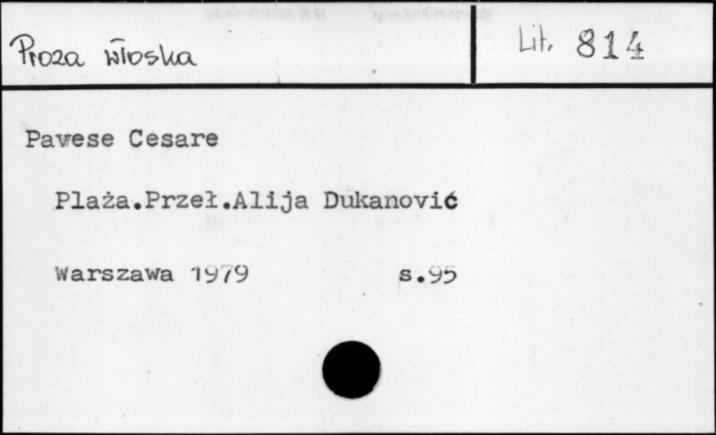 Proza włoska
Lit. 814
Pavese Cesare
Plaża.Przeł.Alija Dukanović
Warszawa 1979 s.95